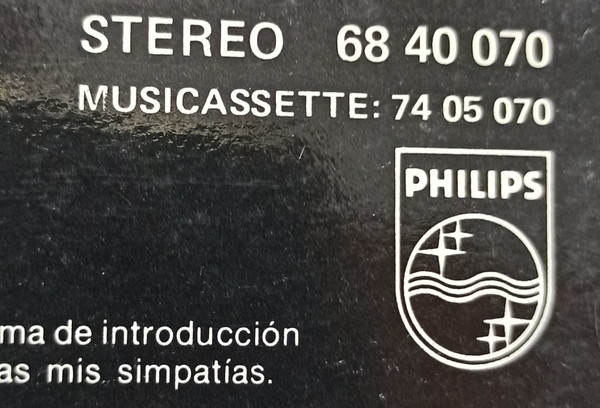 STEREO 68 40 070
MUSICASSETTE: 74 05 070
PHILIPS
ma de introducción
as mis simpatías.